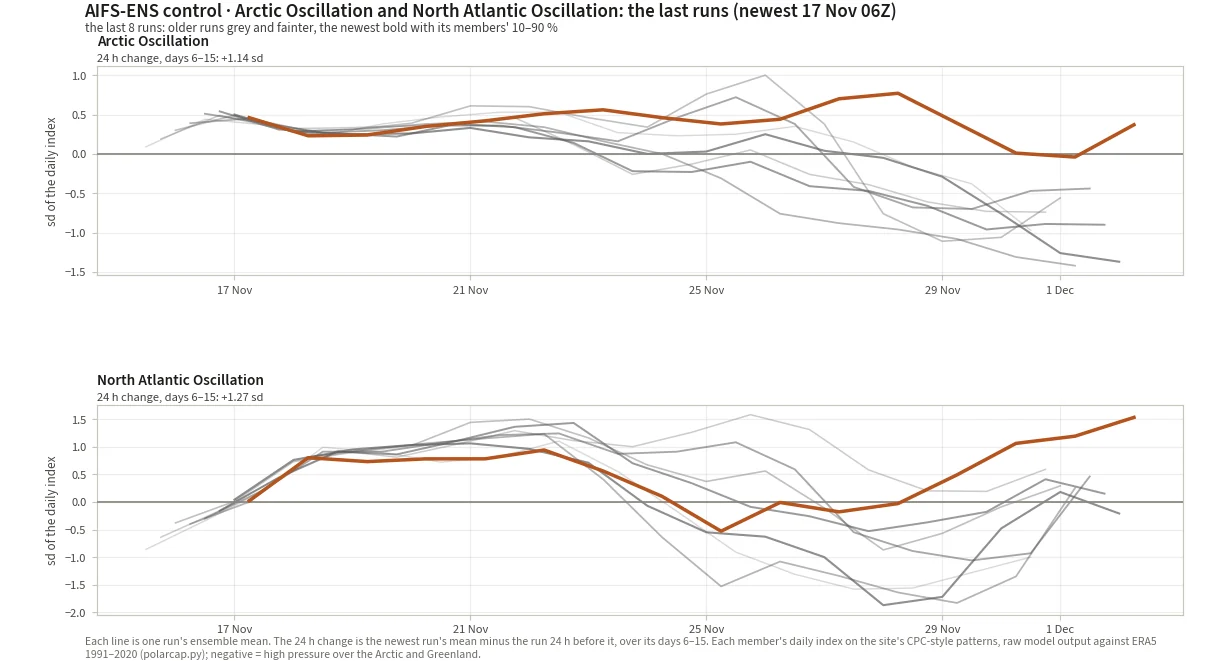 AIFS-ENS control · Arctic Oscillation and North Atlantic Oscillation: the last runs (newest 17 Nov 06Z)
the last 8 runs: older runs grey and fainter, the newest bold with its members' 10–90 %
Arctic Oscillation
24 h change, days 6–15: +1.14 sd
sd of the daily index
1.0
0.5
0.0
−0.5
−1.0
−1.5
17 Nov
21 Nov
25 Nov
29 Nov
1 Dec
North Atlantic Oscillation
24 h change, days 6–15: +1.27 sd
sd of the daily index
1.5
1.0
0.5
0.0
−0.5
−1.0
−1.5
−2.0
17 Nov
21 Nov
25 Nov
29 Nov
1 Dec
Each line is one run's ensemble mean. The 24 h change is the newest run's mean minus the run 24 h before it, over its days 6–15. Each member's daily index on the site's CPC-style patterns, raw model output against ERA5
1991–2020 (polarcap.py); negative = high pressure over the Arctic and Greenland.